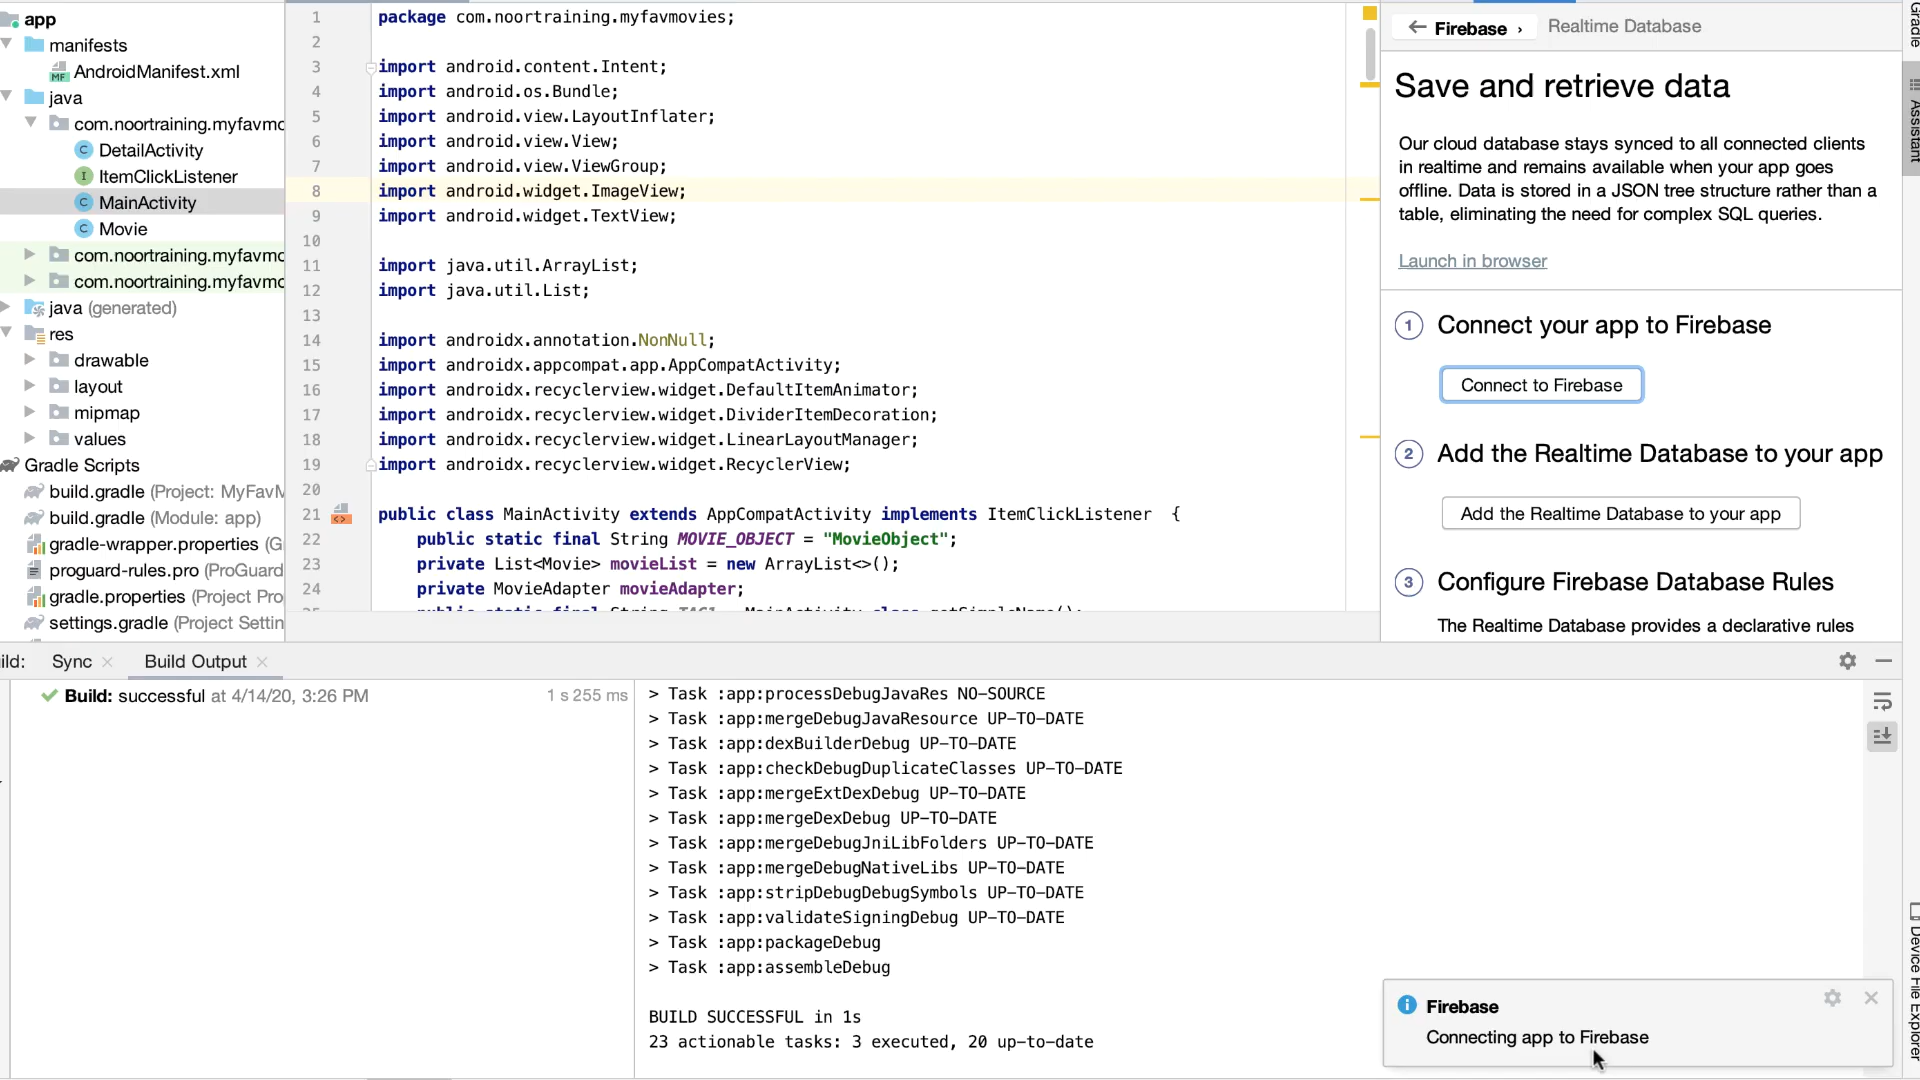 app
manifests
AndroidManifest.xml
java
com.noortraining.myfavmo
DetailActivity
ItemClickListener
MainActivity
Movie
com.noortraining.myfavmo
com.noortraining.myfavmo
java (generated)
res
drawable
layout
mipmap
values
Gradle Scripts
build.gradle (Project: MyFavM
build.gradle (Module: app)
gradle-wrapper.properties (G
proguard-rules.pro (ProGuard
gradle.properties (Project Pro
settings.gradle (Project Settin
1 package com.noortraining.myfavmovies;
2
3 import android.content.Intent;
4 import android.os.Bundle;
5 import android.view.LayoutInflater;
6 import android.view.View;
7 import android.view.ViewGroup;
8 import android.widget.ImageView;
9 import android.widget.TextView;
10
11 import java.util.ArrayList;
12 import java.util.List;
13
14 import androidx.annotation.NonNull;
15 import androidx.appcompat.app.AppCompatActivity;
16 import androidx.recyclerview.widget.DefaultItemAnimator;
17 import androidx.recyclerview.widget.DividerItemDecoration;
18 import androidx.recyclerview.widget.LinearLayoutManager;
19 import androidx.recyclerview.widget.RecyclerView;
20
21 public class MainActivity extends AppCompatActivity implements ItemClickListener {
22 public static final String MOVIE_OBJECT = "MovieObject";
23 private List<Movie> movieList = new ArrayList<>();
24 private MovieAdapter movieAdapter;
25 public static final String TAG1 = MainActivity.class.getSimpleName();
Firebase › Realtime Database
Save and retrieve data
Our cloud database stays synced to all connected clients
in realtime and remains available when your app goes
offline. Data is stored in a JSON tree structure rather than a
table, eliminating the need for complex SQL queries.
Launch in browser
1 Connect your app to Firebase
Connect to Firebase
2 Add the Realtime Database to your app
Add the Realtime Database to your app
3 Configure Firebase Database Rules
The Realtime Database provides a declarative rules
Gradle
Assistant
Device File Explorer
ild: Sync Build Output
Build: successful at 4/14/20, 3:26 PM 1 s 255 ms
> Task :app:processDebugJavaRes NO-SOURCE
> Task :app:mergeDebugJavaResource UP-TO-DATE
> Task :app:dexBuilderDebug UP-TO-DATE
> Task :app:checkDebugDuplicateClasses UP-TO-DATE
> Task :app:mergeExtDexDebug UP-TO-DATE
> Task :app:mergeDexDebug UP-TO-DATE
> Task :app:mergeDebugJniLibFolders UP-TO-DATE
> Task :app:mergeDebugNativeLibs UP-TO-DATE
> Task :app:stripDebugDebugSymbols UP-TO-DATE
> Task :app:validateSigningDebug UP-TO-DATE
> Task :app:packageDebug
> Task :app:assembleDebug
BUILD SUCCESSFUL in 1s
23 actionable tasks: 3 executed, 20 up-to-date
Firebase
Connecting app to Firebase